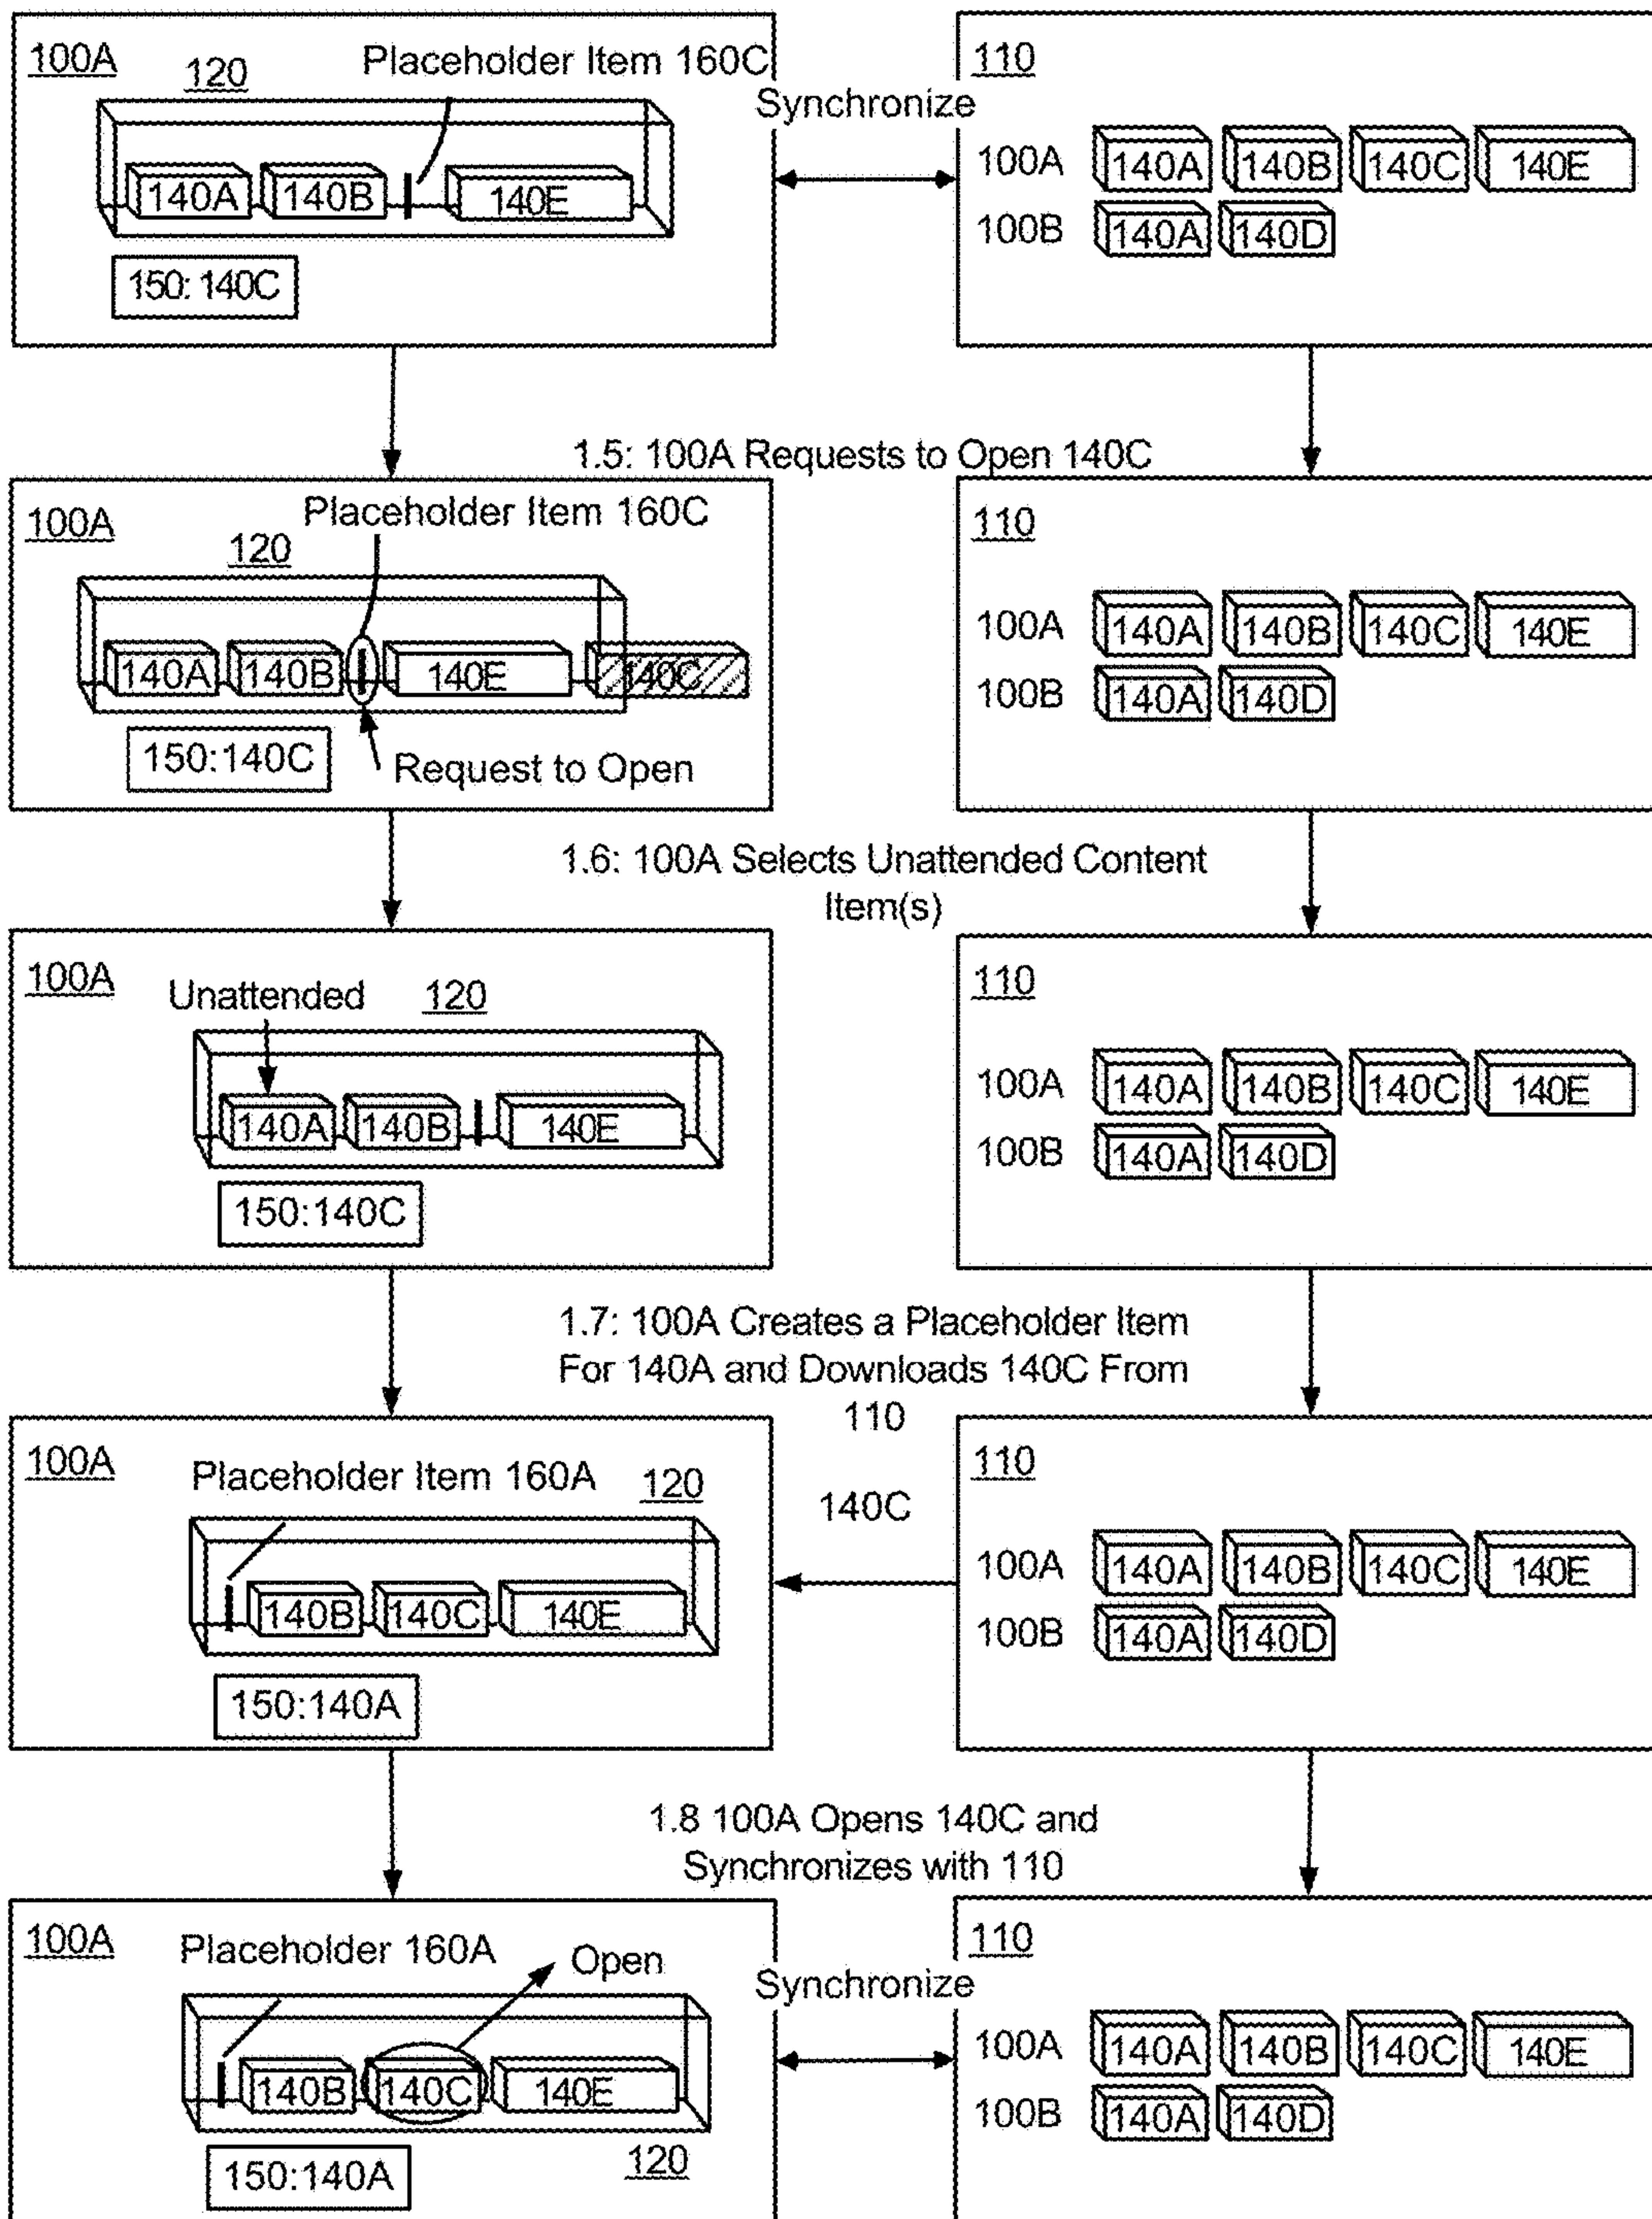 100A
120
Placeholder Item 160C
140A 140B 140E
150: 140C
Synchronize
110
100A 140A 140B 140C 140E
100B 140A 140D
1.5: 100A Requests to Open 140C
100A
Placeholder Item 160C
120
140A 140B 140E 140C
150:140C
Request to Open
110
100A 140A 140B 140C 140E
100B 140A 140D
1.6: 100A Selects Unattended Content
Item(s)
100A
Unattended 120
140A 140B 140E
150:140C
110
100A 140A 140B 140C 140E
100B 140A 140D
1.7: 100A Creates a Placeholder Item
For 140A and Downloads 140C From
110
100A
Placeholder Item 160A 120
140B 140C 140E
150:140A
140C
110
100A 140A 140B 140C 140E
100B 140A 140D
1.8 100A Opens 140C and
Synchronizes with 110
100A
Placeholder 160A Open
140B 140C 140E
150:140A
120
Synchronize
110
100A 140A 140B 140C 140E
100B 140A 140D